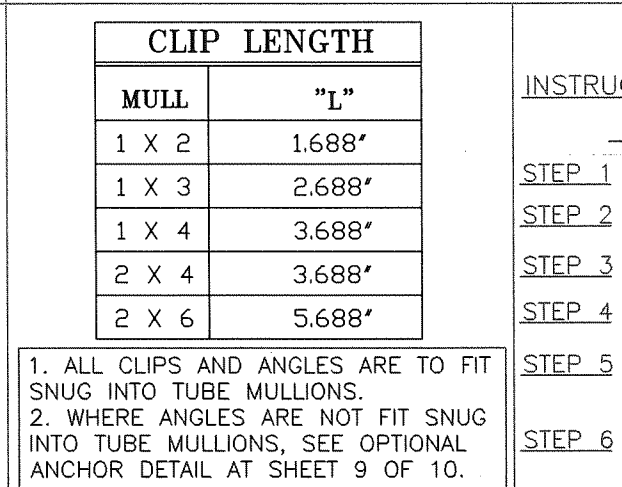 CLIP LENGTH
MULL "L"
1 X 2 1.688"
1 X 3 2.688"
1 X 4 3.688"
2 X 4 3.688"
2 X 6 5.688"
1. ALL CLIPS AND ANGLES ARE TO FIT
SNUG INTO TUBE MULLIONS.
2. WHERE ANGLES ARE NOT FIT SNUG
INTO TUBE MULLIONS, SEE OPTIONAL
ANCHOR DETAIL AT SHEET 9 OF 10.
STEP 1
STEP 2
STEP 3
STEP 4
STEP 5
STEP 6